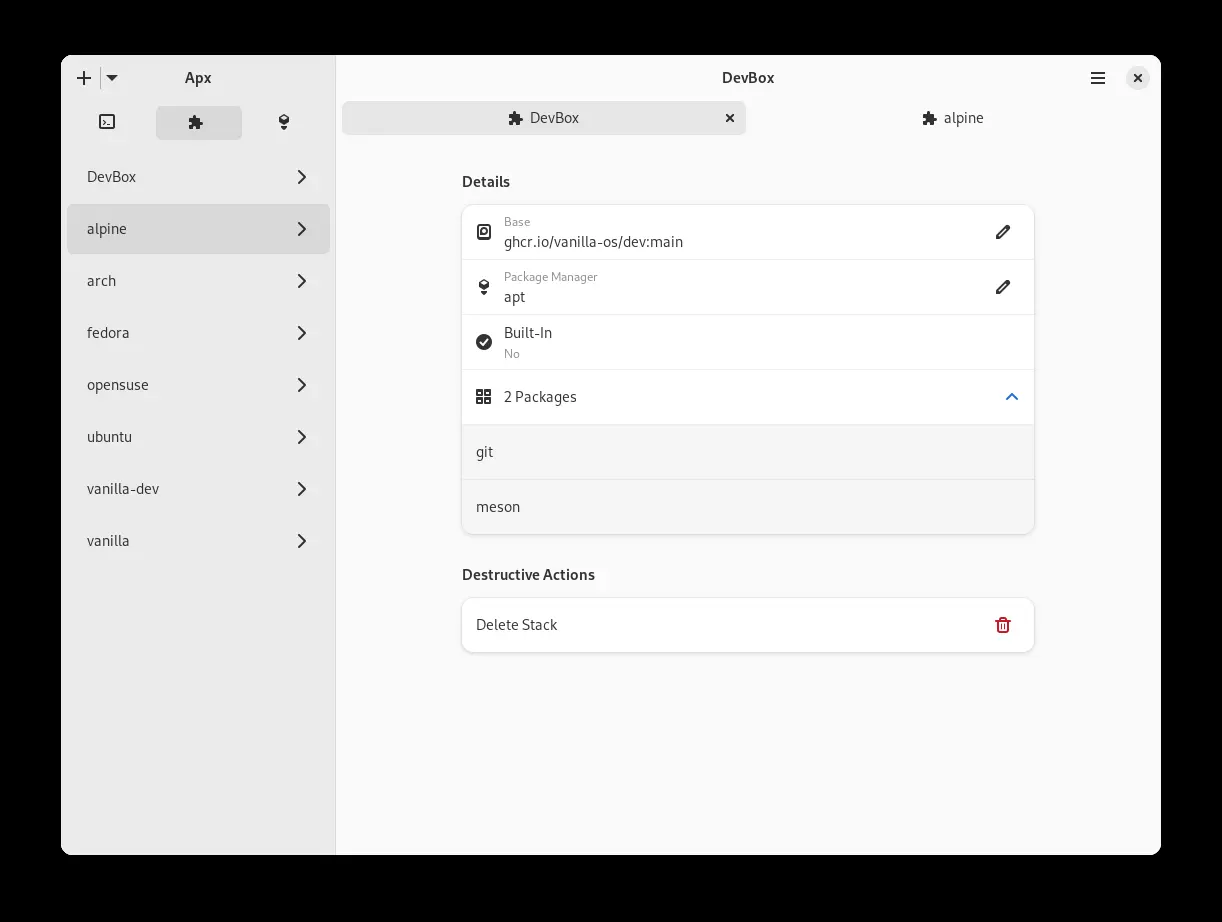 Apx
DevBox
DevBox
alpine
DevBox
alpine
arch
fedora
opensuse
ubuntu
vanilla-dev
vanilla
Details
Base
ghcr.io/vanilla-os/dev:main
Package Manager
apt
Built-In
No
2 Packages
git
meson
Destructive Actions
Delete Stack